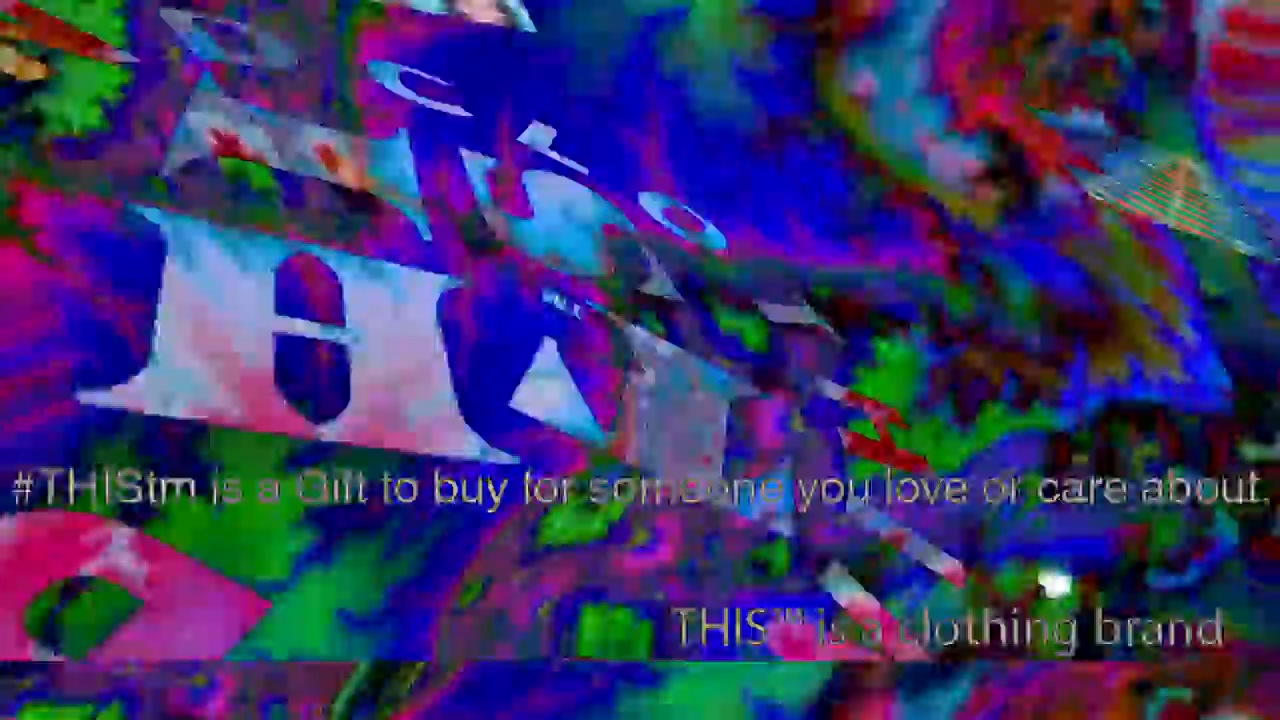 #THIStm is a Gift to buy for someone you love or care about.
THIS™ is a clothing brand